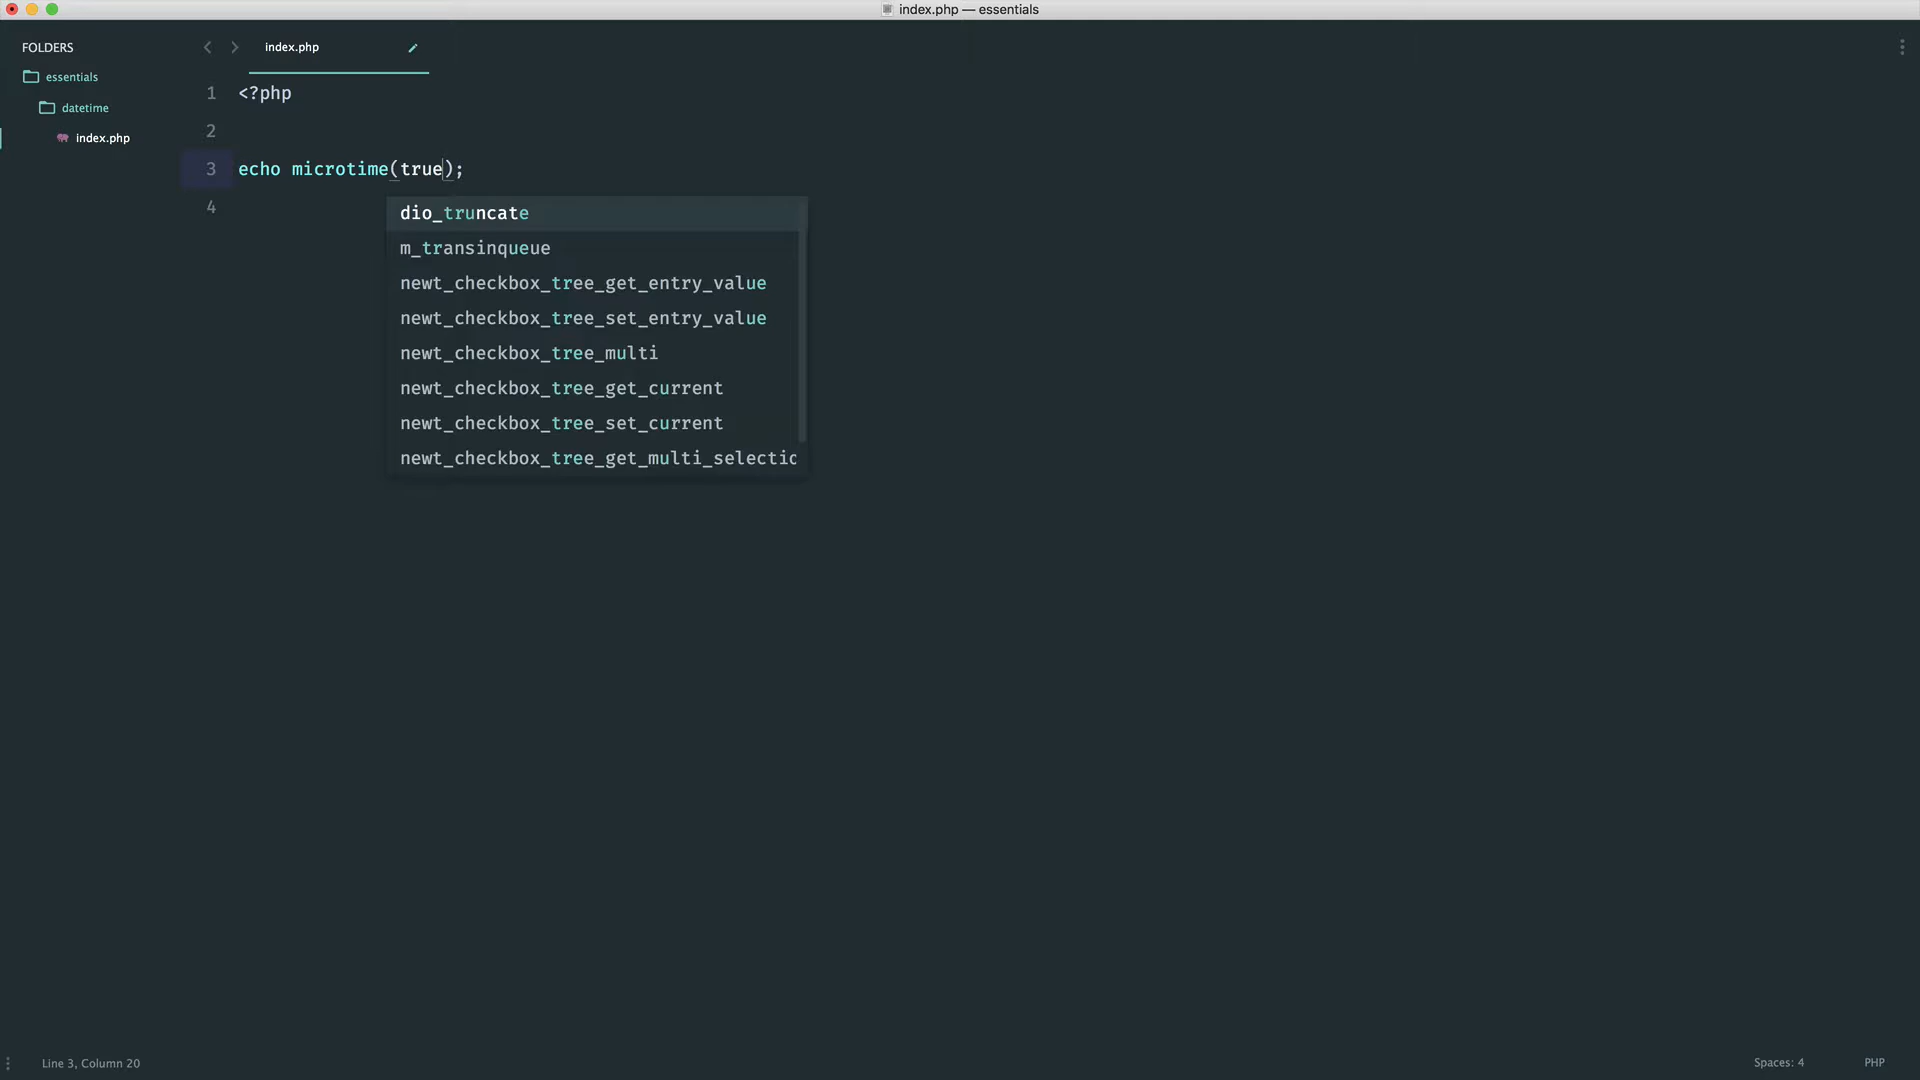 index.php — essentials
FOLDERS
essentials
datetime
index.php
index.php
1 <?php
2
3 echo microtime(true);
4
dio_truncate
m_transinqueue
newt_checkbox_tree_get_entry_value
newt_checkbox_tree_set_entry_value
newt_checkbox_tree_multi
newt_checkbox_tree_get_current
newt_checkbox_tree_set_current
newt_checkbox_tree_get_multi_selectio
Line 3, Column 20
Spaces: 4
PHP